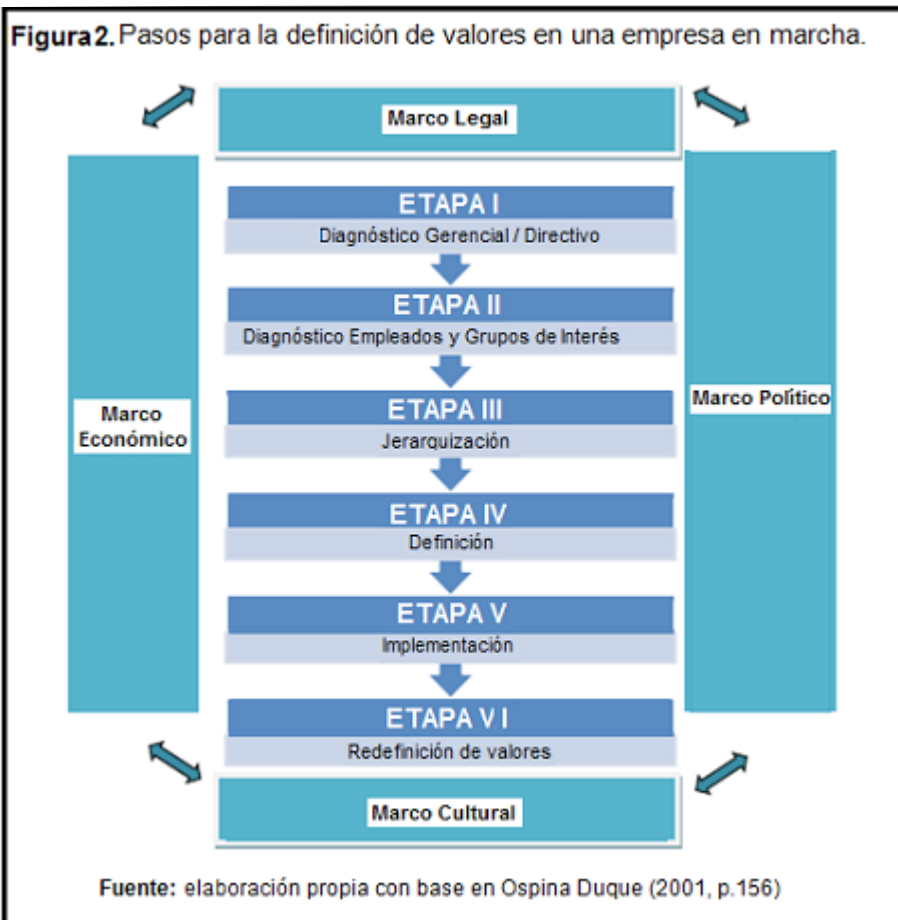 Figura 2. Pasos para la definición de valores en una empresa en marcha.
Marco Legal
ETAPA I
Diagnóstico Gerencial / Directivo
ETAPA II
Diagnóstico Empleados y Grupos de Interés
ETAPA III
Jerarquización
ETAPA IV
Definición
ETAPA V
Implementación
ETAPA V I
Redefinición de valores
Marco
Económico
Marco Político
Marco Cultural
Fuente: elaboración propia con base en Ospina Duque (2001, p.156)